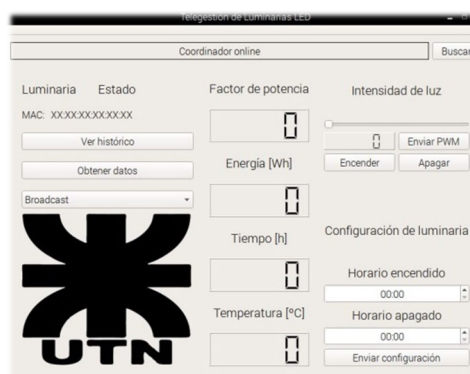 Telegestión de Luminarias LED
Coordinador online
Buscar
Luminaria Estado
MAC: XX:XX:XX:XX:XX:XX
Ver histórico
Obtener datos
Broadcast
UTN
Factor de potencia
0
Energía [Wh]
0
Tiempo [h]
0
Temperatura [ºC]
0
Intensidad de luz
0 Enviar PWM
Encender Apagar
Configuración de luminaria
Horario encendido
00:00
Horario apagado
00:00
Enviar configuración